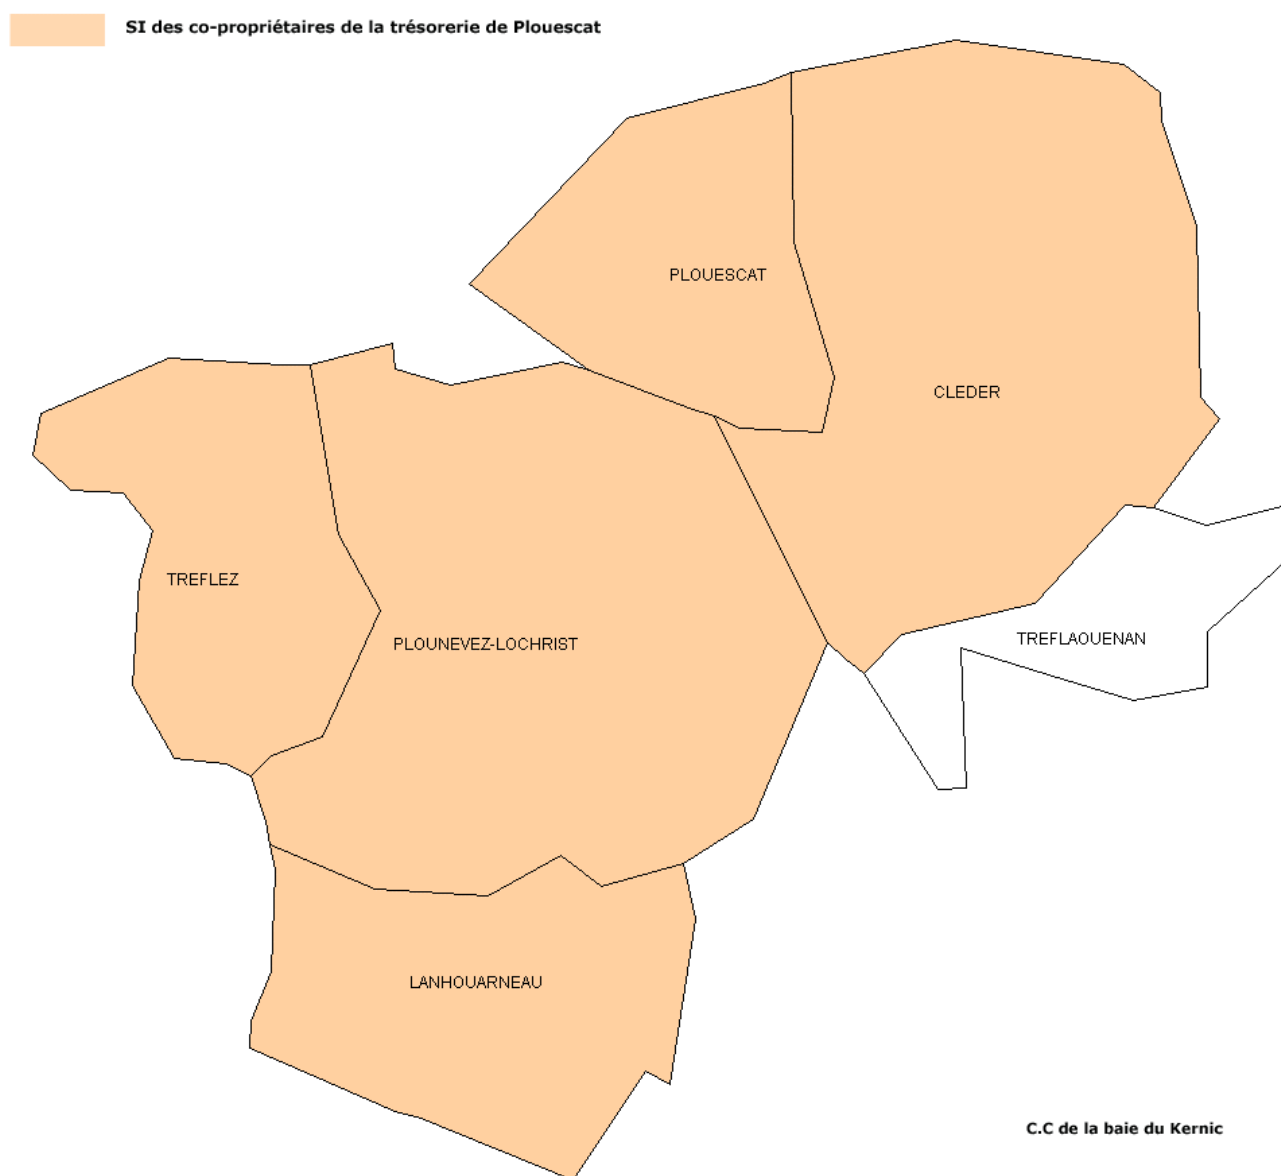 SI des co-propriétaires de la trésorerie de Plouescat
PLOUESCAT
CLEDER
TREFLEZ
PLOUNEVEZ-LOCHRIST
TREFLAOUENAN
LANHOUARNEAU
C.C de la baie du Kernic